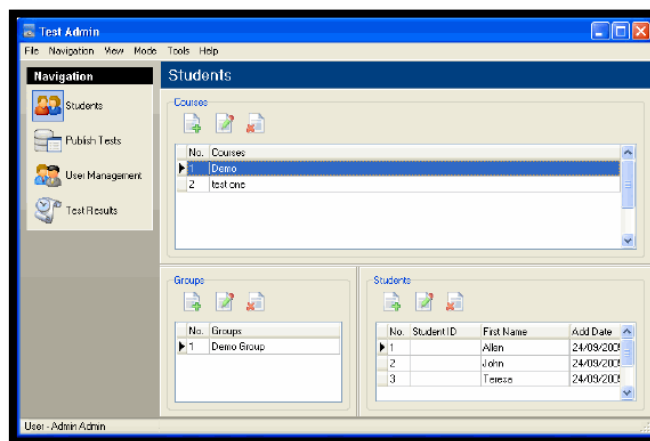 Test Admin
File Navigation View Mode Tools Help
Navigation
Students
Publish Tests
User Management
Test Results
Students
Courses
No. Courses
1 Demo
2 test one
Groups
No. Groups
1 Demo Group
Students
No. Student ID First Name Add Date
1 Allen 24/09/200
2 John 24/09/200
3 Teresa 24/09/200
User - Admin Admin